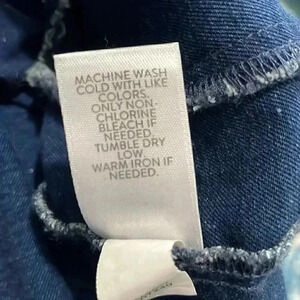 MACHINE WASH
COLD WITH LIKE
COLORS.
ONLY NON-
CHLORINE
BLEACH IF
NEEDED.
TUMBLE DRY
LOW.
WARM IRON IF
NEEDED.